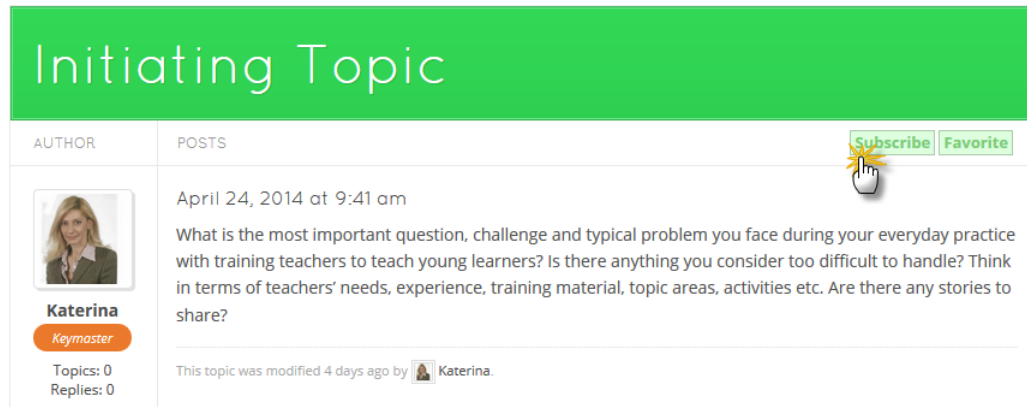 Initiating Topic
AUTHOR
POSTS
Subscribe
Favorite
April 24, 2014 at 9:41 am
What is the most important question, challenge and typical problem you face during your everyday practice
with training teachers to teach young learners? Is there anything you consider too difficult to handle? Think
in terms of teachers’ needs, experience, training material, topic areas, activities etc. Are there any stories to
share?
Katerina
Keymaster
Topics: 0
Replies: 0
This topic was modified 4 days ago by Katerina.